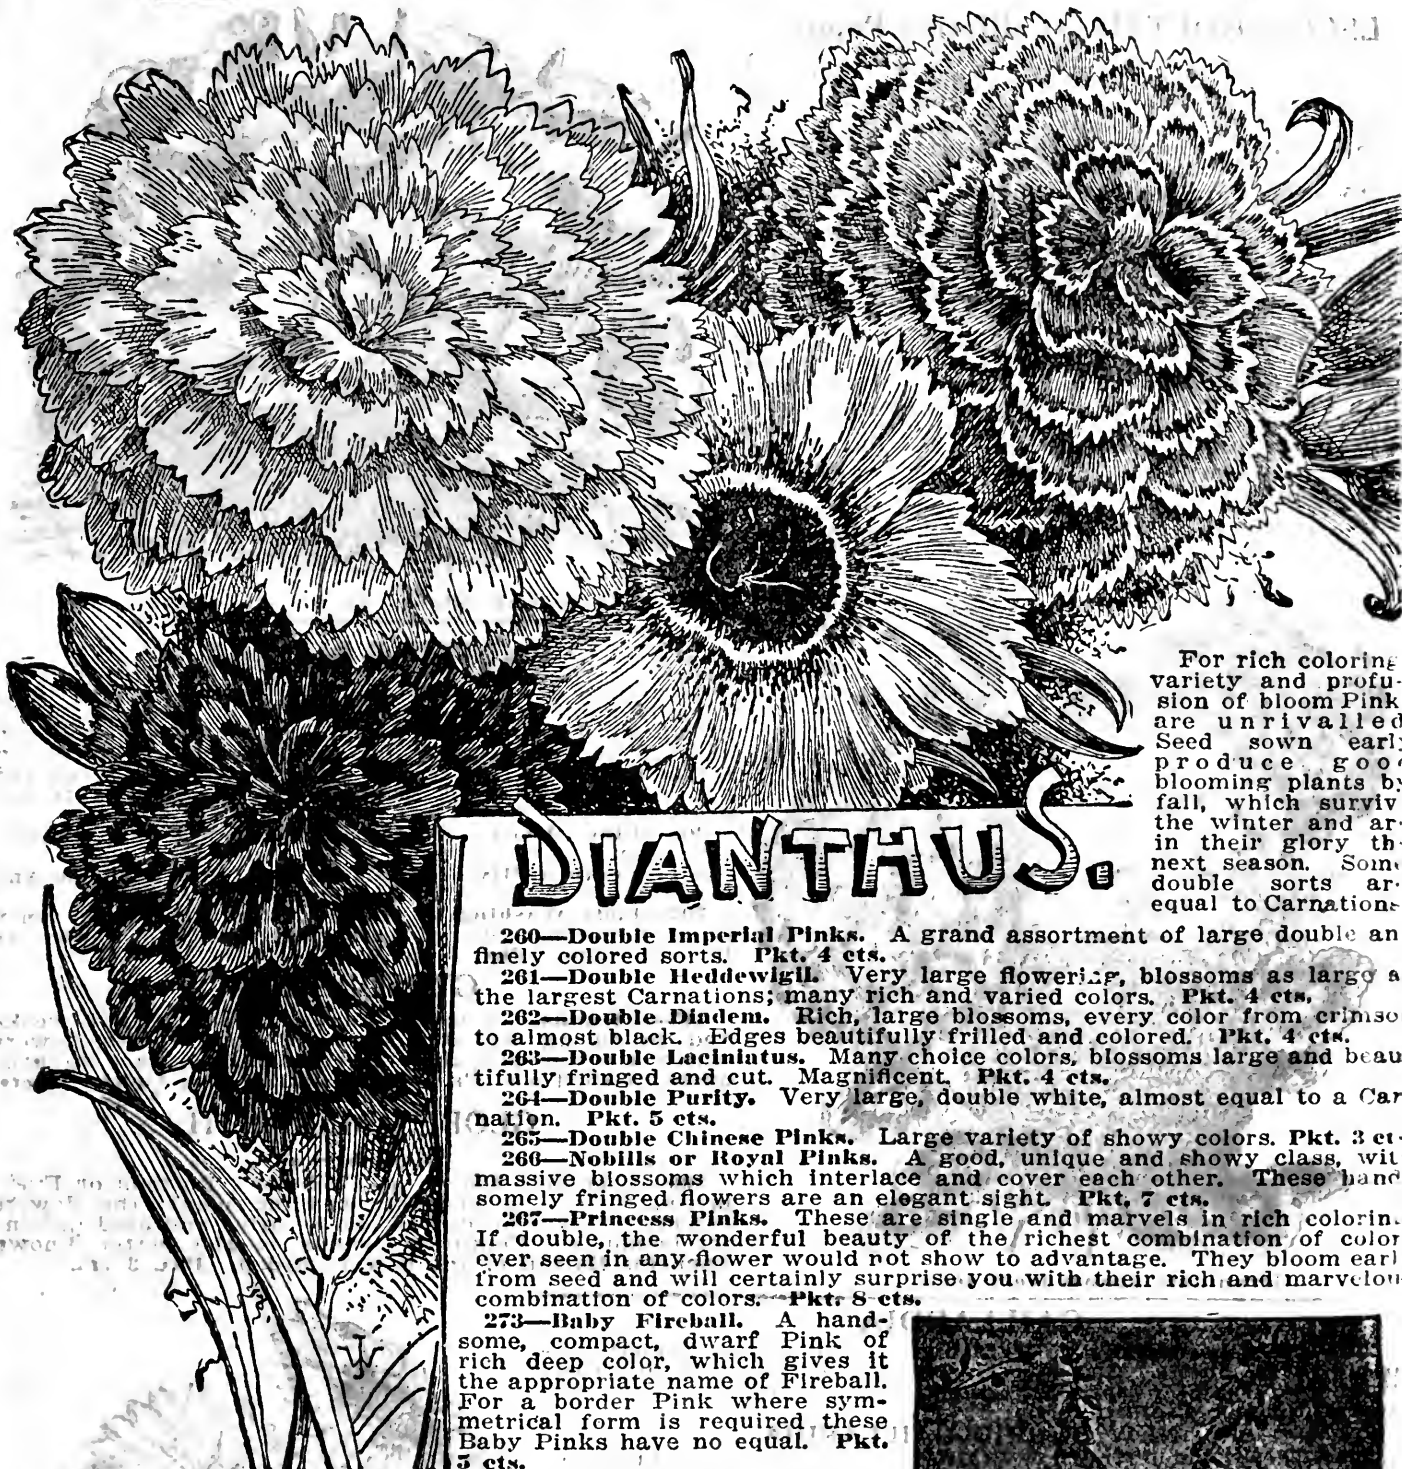 For rich coloring
variety and profu-
sion of bloom Pink
are unrivalled
Seed sown earl
produce goo
blooming plants b
fall, which surviv
the winter and ar
in their glory th
next season. Som
double sorts ar
equal to Carnations
DIANTHUS.
260—Double Imperial Pinks. A grand assortment of large double an
finely colored sorts. Pkt. 4 cts.
261—Double Heddewigii. Very large flowering, blossoms as large a
the largest Carnations; many rich and varied colors. Pkt. 4 cts.
262—Double Diadem. Rich, large blossoms, every color from crimso
to almost black. Edges beautifully frilled and colored. Pkt. 4 cts.
263—Double Laciniatus. Many choice colors, blossoms large and beau
tifully fringed and cut. Magnificent. Pkt. 4 cts.
264—Double Purity. Very large, double white, almost equal to a Car
nation. Pkt. 5 cts.
265—Double Chinese Pinks. Large variety of showy colors. Pkt. 3 ct
266—Nobills or Royal Pinks. A good, unique and showy class, wit
massive blossoms which interlace and cover each other. These hand
somely fringed flowers are an elegant sight. Pkt. 7 cts.
267—Princess Pinks. These are single and marvels in rich colorin
If double, the wonderful beauty of the richest combination of color
ever seen in any flower would not show to advantage. They bloom earl
from seed and will certainly surprise you with their rich and marvelou
combination of colors. Pkt. 8 cts.
273—Baby Fireball. A hand-
some, compact, dwarf Pink of
rich deep color, which gives it
the appropriate name of Fireball.
For a border Pink where sym-
metrical form is required these
Baby Pinks have no equal. Pkt.
5 cts.